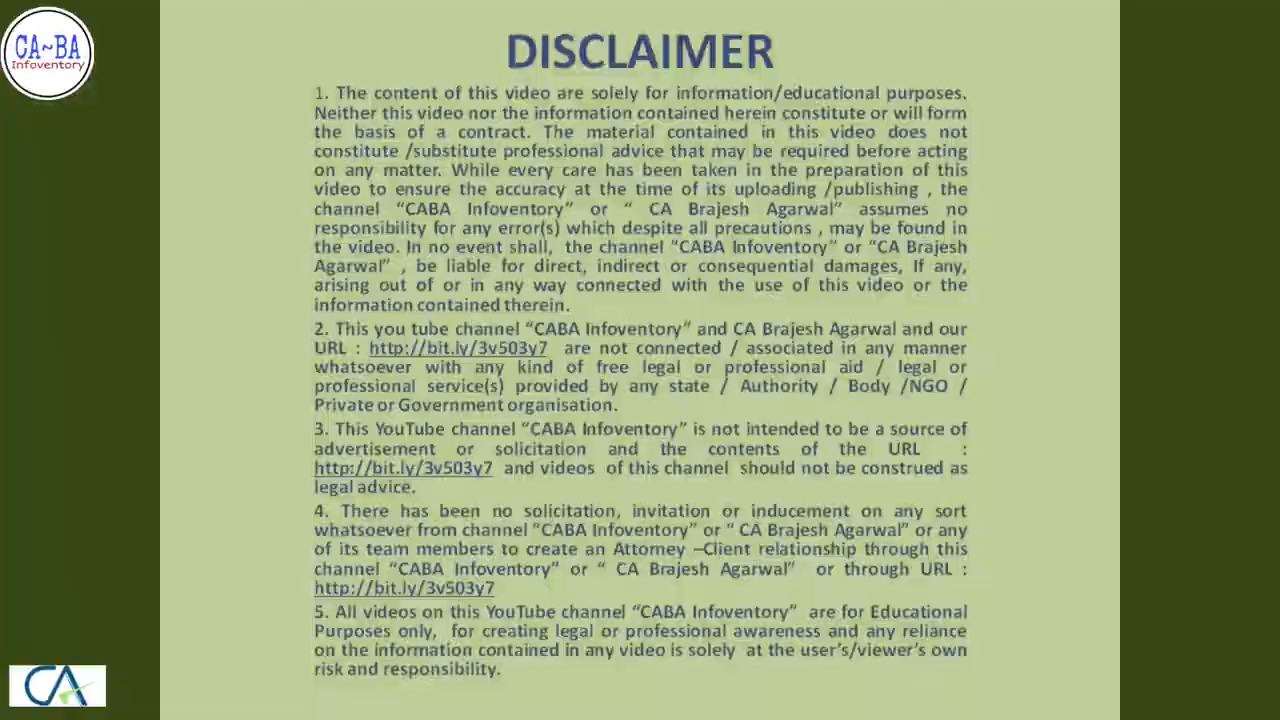 CA~BA
Infoventory
DISCLAIMER
1. The content of this video are solely for information/educational purposes.
Neither this video nor the information contained herein constitute or will form
the basis of a contract. The material contained in this video does not
constitute /substitute professional advice that may be required before acting
on any matter. While every care has been taken in the preparation of this
video to ensure the accuracy at the time of its uploading /publishing , the
channel “CABA Infoventory” or “ CA Brajesh Agarwal” assumes no
responsibility for any error(s) which despite all precautions , may be found in
the video. In no event shall, the channel “CABA Infoventory” or “CA Brajesh
Agarwal” , be liable for direct, indirect or consequential damages, If any,
arising out of or in any way connected with the use of this video or the
information contained therein.
2. This you tube channel “CABA Infoventory” and CA Brajesh Agarwal and our
URL : http://bit.ly/3v503y7 are not connected / associated in any manner
whatsoever with any kind of free legal or professional aid / legal or
professional service(s) provided by any state / Authority / Body /NGO /
Private or Government organisation.
3. This YouTube channel “CABA Infoventory” is not intended to be a source of
advertisement or solicitation and the contents of the URL :
http://bit.ly/3v503y7 and videos of this channel should not be construed as
legal advice.
4. There has been no solicitation, invitation or inducement on any sort
whatsoever from channel “CABA Infoventory” or “ CA Brajesh Agarwal” or any
of its team members to create an Attorney –Client relationship through this
channel “CABA Infoventory” or “ CA Brajesh Agarwal” or through URL :
http://bit.ly/3v503y7
5. All videos on this YouTube channel “CABA Infoventory” are for Educational
Purposes only, for creating legal or professional awareness and any reliance
on the information contained in any video is solely at the user’s/viewer’s own
risk and responsibility.
CA